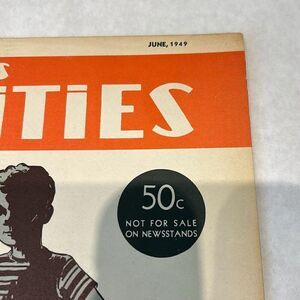 JUNE, 1949
S
iTiES
50c
NOT FOR SALE
ON NEWSSTANDS